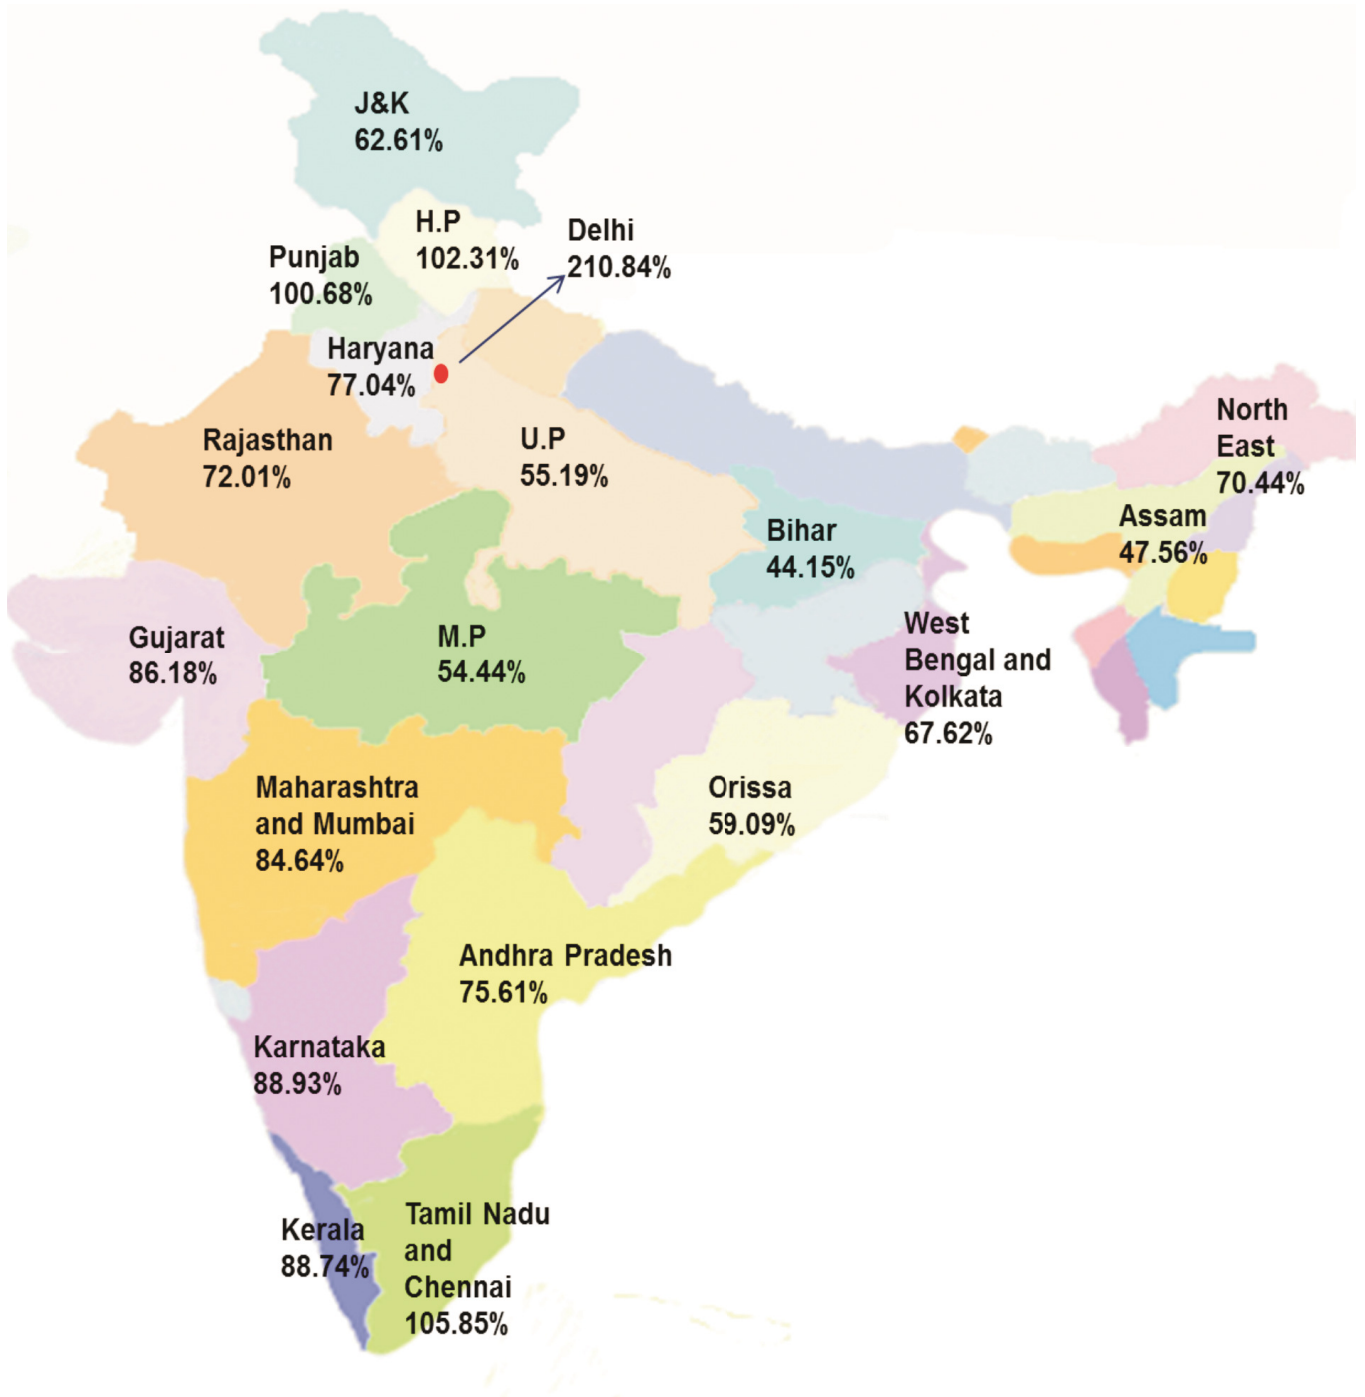 J&K
62.61%
H.P
102.31%
Delhi
210.84%
Punjab
100.68%
Haryana
77.04%
Rajasthan
72.01%
U.P
55.19%
North
East
70.44%
Assam
47.56%
Bihar
44.15%
Gujarat
86.18%
M.P
54.44%
West
Bengal and
Kolkata
67.62%
Maharashtra
and Mumbai
84.64%
Orissa
59.09%
Andhra Pradesh
75.61%
Karnataka
88.93%
Kerala
88.74%
Tamil Nadu
and
Chennai
105.85%